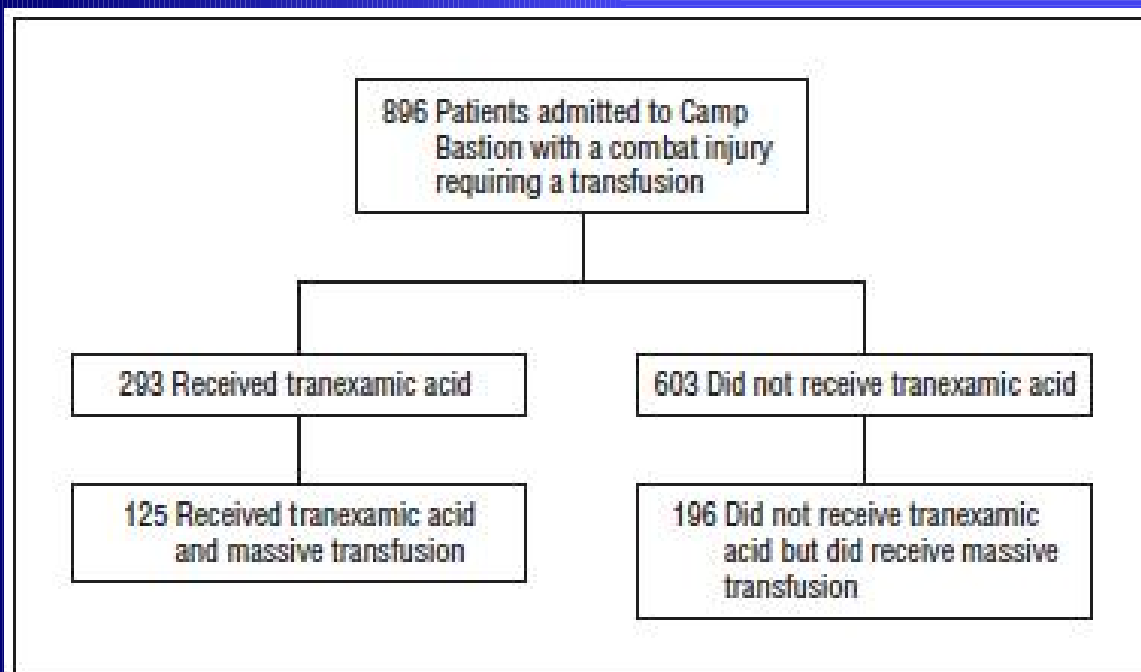 896 Patients admitted to Camp
Bastion with a combat injury
requiring a transfusion
293 Received tranexamic acid
603 Did not receive tranexamic acid
125 Received tranexamic acid
and massive transfusion
196 Did not receive tranexamic
acid but did receive massive
transfusion